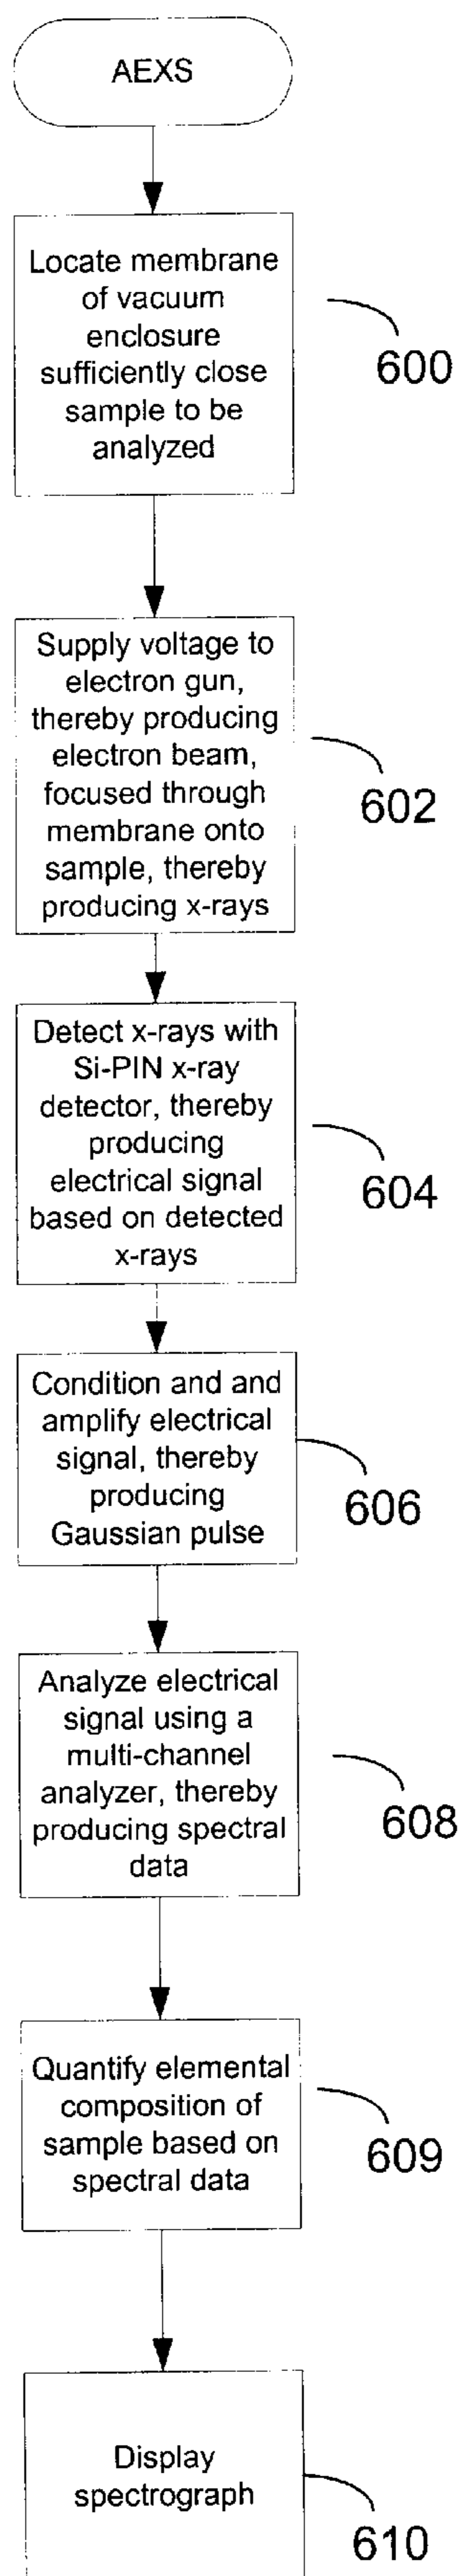 AEXS
Locate membrane
of vacuum
enclosure
sufficiently close
sample to be
analyzed
600
Supply voltage to
electron gun,
thereby producing
electron beam,
focused through
membrane onto
sample, thereby
producing x-rays
602
Detect x-rays with
Si-PIN x-ray
detector, thereby
producing
electrical signal
based on detected
x-rays
604
Condition and and
amplify electrical
signal, thereby
producing
Gaussian pulse
606
Analyze electrical
signal using a
multi-channel
analyzer, thereby
producing spectral
data
608
Quantify elemental
composition of
sample based on
spectral data
609
Display
spectrograph
610